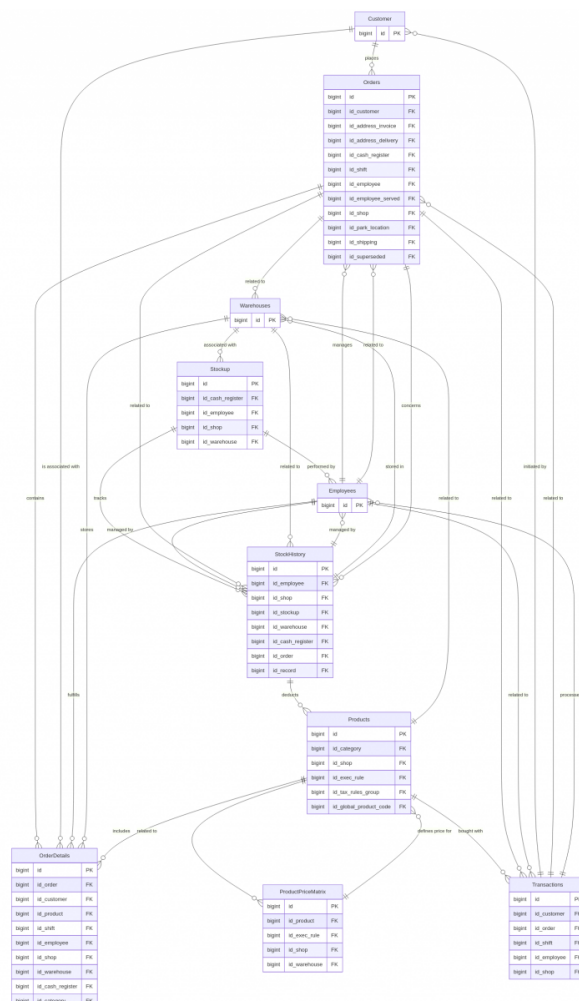 Customer
bigint id PK
places
Orders
bigint id PK
bigint id_customer FK
bigint id_address_invoice FK
bigint id_address_delivery FK
bigint id_cash_register FK
bigint id_shift FK
bigint id_employee FK
bigint id_employee_served FK
bigint id_shop FK
bigint id_park_location FK
bigint id_shipping FK
bigint id_superseded FK
related to
Warehouses
bigint id PK
associated with
manages
related to
Stockup
bigint id PK
bigint id_cash_register FK
bigint id_employee FK
bigint id_shop FK
bigint id_warehouse FK
related to
concerns
is associated with
related to
performed by
stored in
initiated by
related to
contains
tracks
related to
related to
related to
Employees
bigint id PK
stores
managed by
managed by
StockHistory
bigint id PK
bigint id_employee FK
bigint id_shop FK
bigint id_stockup FK
bigint id_warehouse FK
bigint id_cash_register FK
bigint id_order FK
bigint id_record FK
fulfills
deducts
related to
processe
Products
bigint id PK
bigint id_category FK
bigint id_shop FK
bigint id_exec_rule FK
bigint id_tax_rules_group FK
bigint id_global_product_code FK
includes
related to
defines price for
bought with
OrderDetails
bigint id PK
bigint id_order FK
bigint id_customer FK
bigint id_product FK
bigint id_shift FK
bigint id_employee FK
bigint id_shop FK
bigint id_warehouse FK
bigint id_cash_register FK
bigint id_category FK
ProductPriceMatrix
bigint id PK
bigint id_product FK
bigint id_exec_rule FK
bigint id_shop FK
bigint id_warehouse FK
Transactions
bigint id P
bigint id_customer F
bigint id_order F
bigint id_shift F
bigint id_employee F
bigint id_shop F